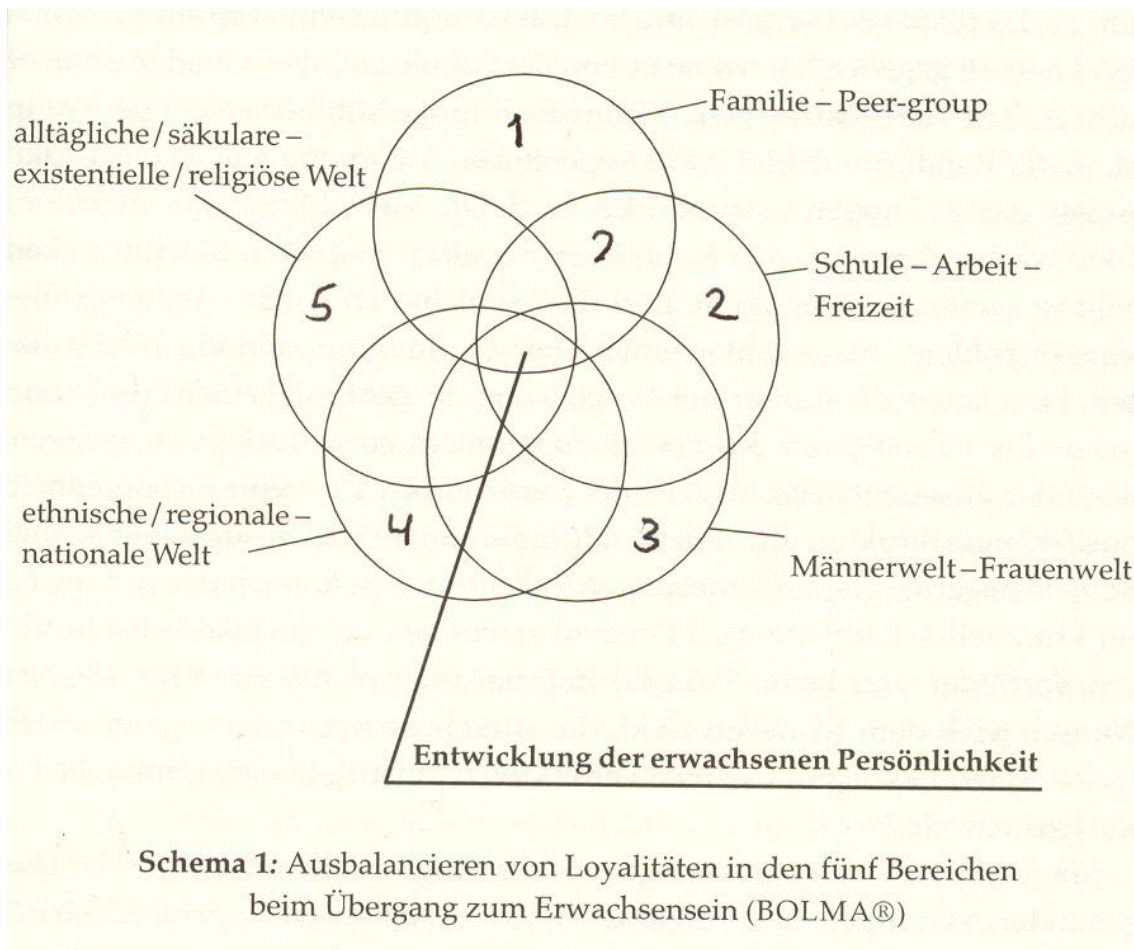 Familie – Peer-group
alltägliche / säkulare –
existentielle / religiöse Welt
1
?
5
2
Schule – Arbeit –
Freizeit
ethnische / regionale –
nationale Welt
4
3
Männerwelt – Frauenwelt
Entwicklung der erwachsenen Persönlichkeit
Schema 1: Ausbalancieren von Loyalitäten in den fünf Bereichen
beim Übergang zum Erwachsensein (BOLMA®)